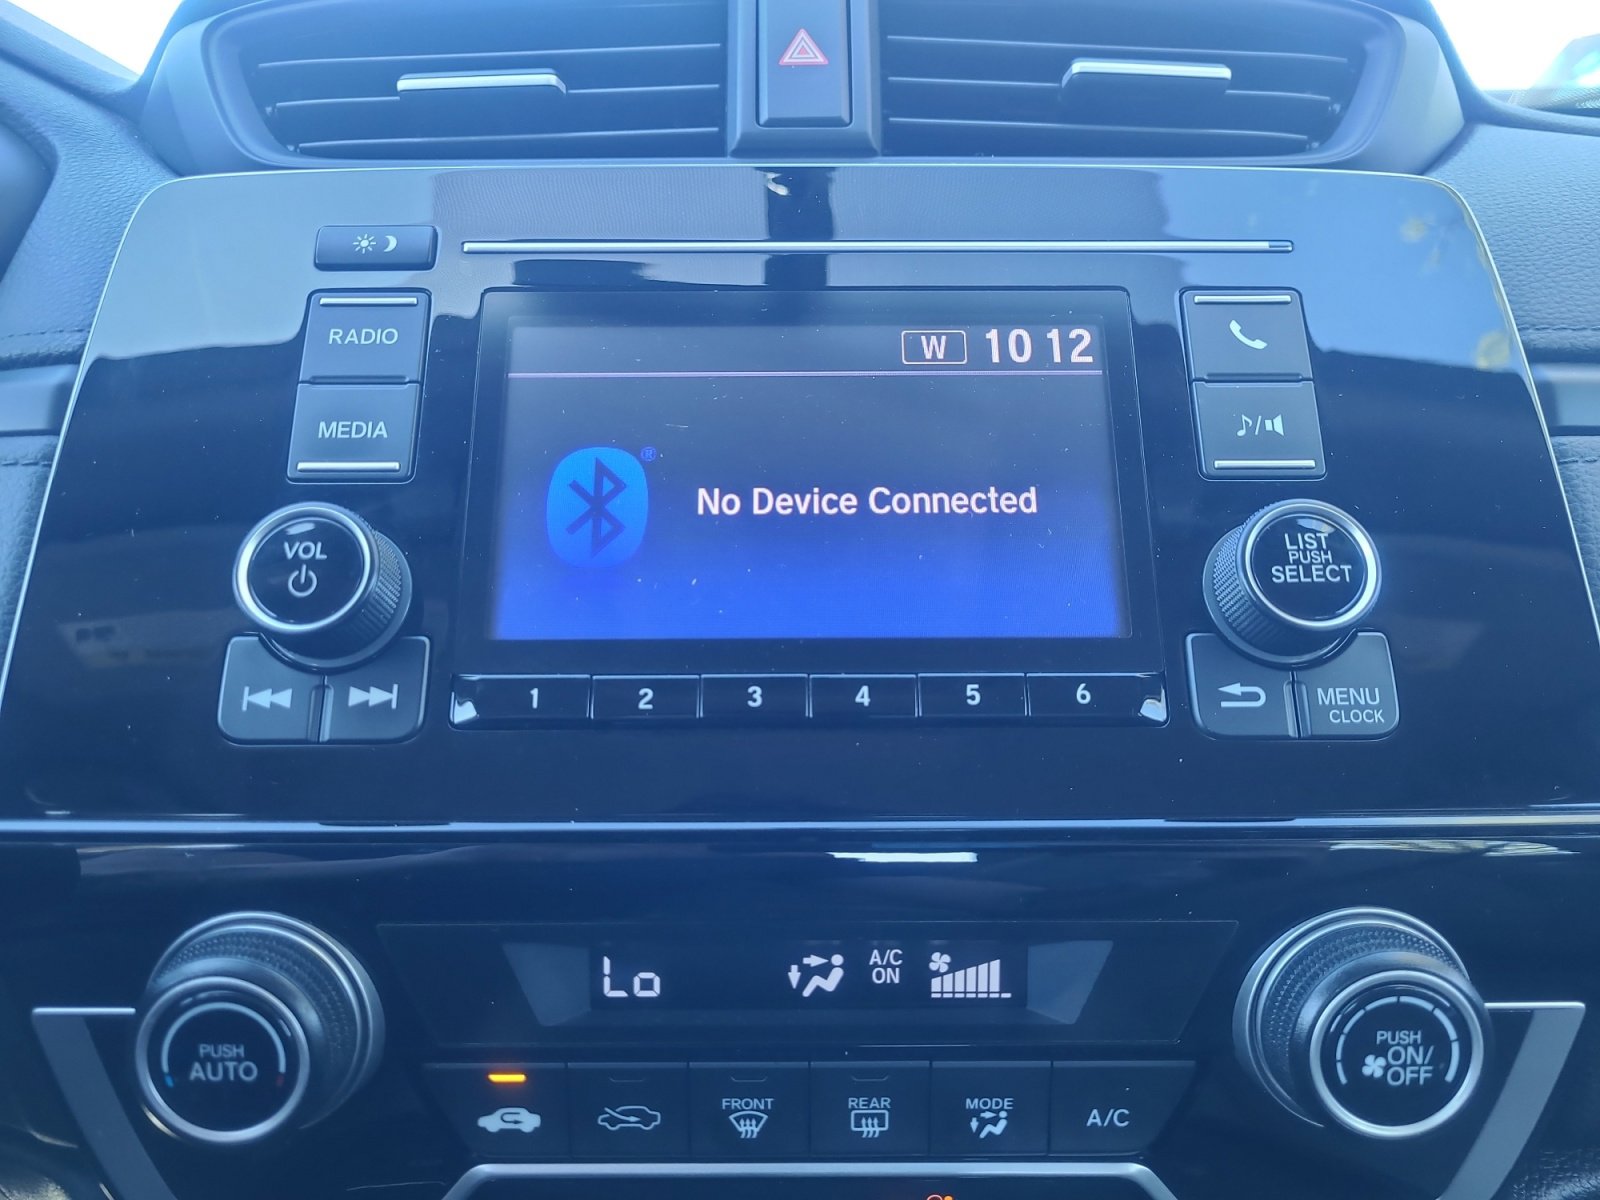 RADIO
W 10 12
MEDIA
®
No Device Connected
VOL
LIST
PUSH
SELECT
1 2 3 4 5 6
MENU
CLOCK
Lo
A/C
ON
PUSH
AUTO
PUSH
ON/
OFF
FRONT
REAR
MODE
A/C